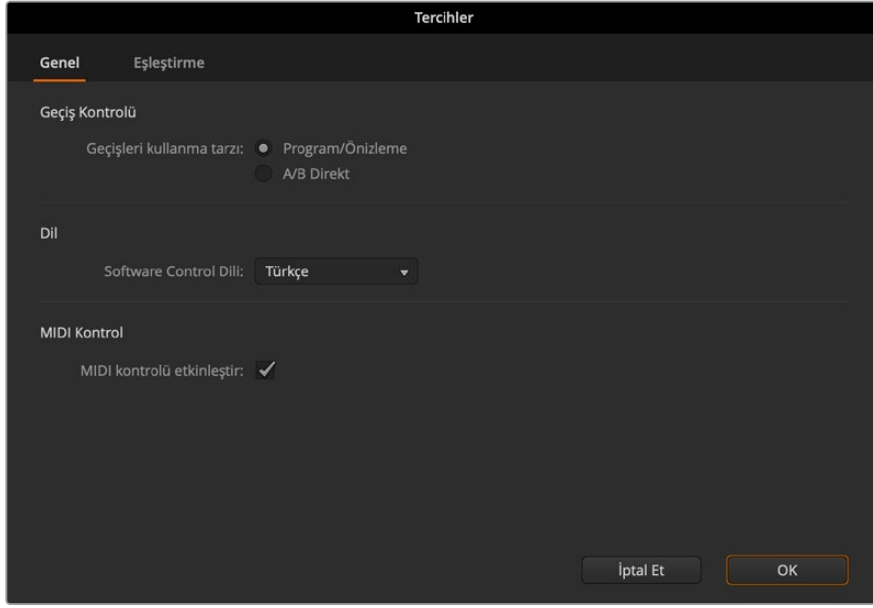 Tercihler
Genel Eşleştirme
Geçiş Kontrolü
Geçişleri kullanma tarzı: Program/Önizleme
A/B Direkt
Dil
Software Control Dili: Türkçe
MIDI Kontrol
MIDI kontrolü etkinleştir:
İptal Et OK